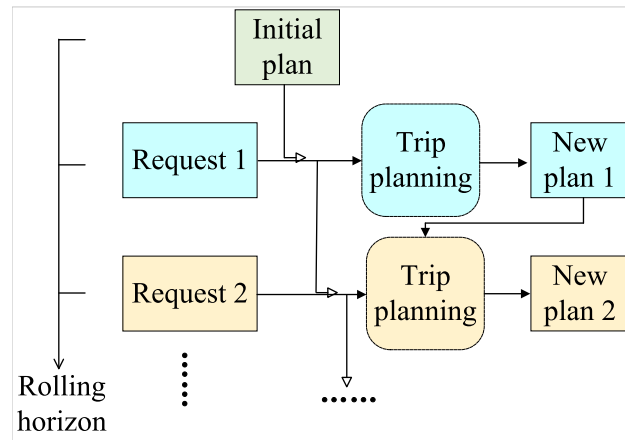 Initial
plan
Request 1
Trip
planning
New
plan 1
Request 2
Trip
planning
New
plan 2
Rolling
horizon
......
......